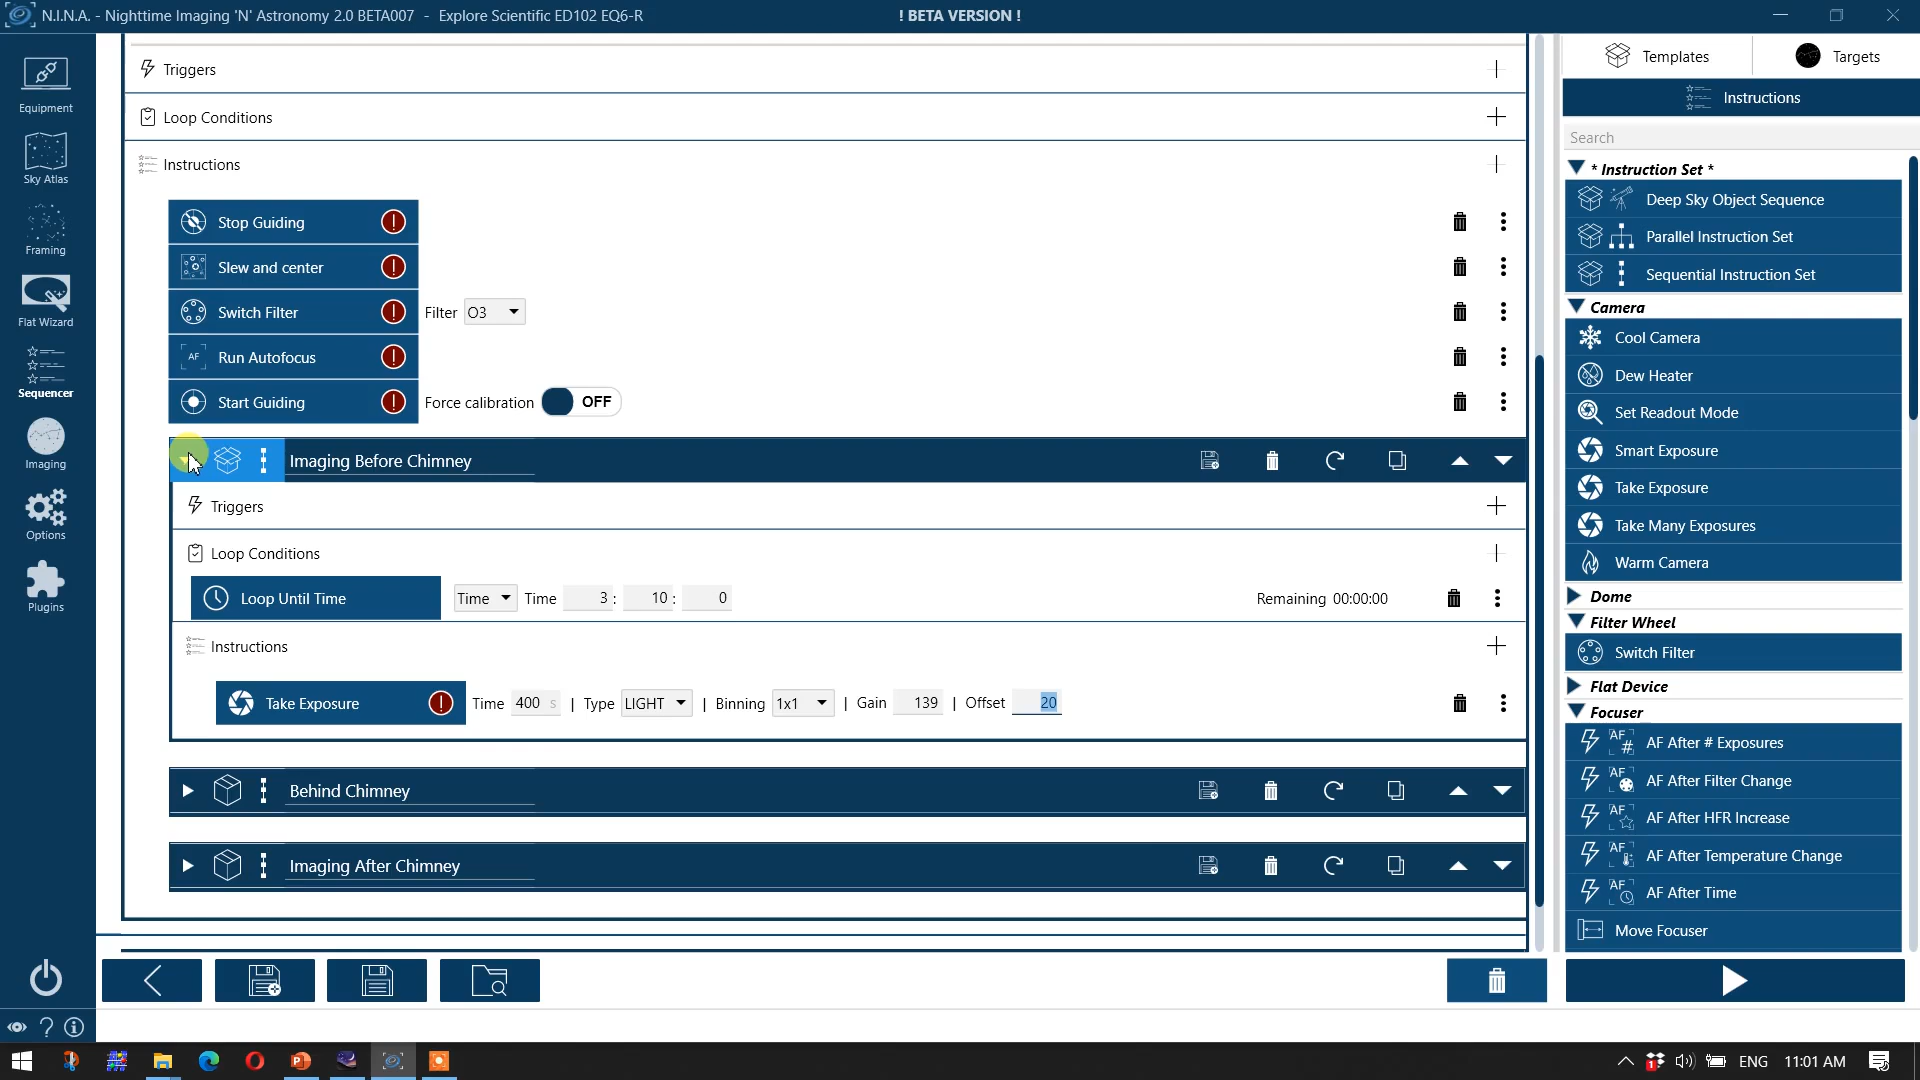 N.I.N.A. - Nighttime Imaging 'N' Astronomy 2.0 BETA007 - Explore Scientific ED102 EQ6-R
! BETA VERSION !
Equipment
Sky Atlas
Framing
Flat Wizard
Sequencer
Imaging
Options
Plugins
Triggers
Loop Conditions
Instructions
Stop Guiding
Slew and center
Switch Filter Filter O3
AF Run Autofocus
Start Guiding Force calibration OFF
Imaging Before Chimney
Triggers
Loop Conditions
Loop Until Time Time Time 3 : 10 : 0 Remaining 00:00:00
Instructions
Take Exposure Time 400 s | Type LIGHT | Binning 1x1 | Gain 139 | Offset 20
Behind Chimney
Imaging After Chimney
Templates Targets
Instructions
Search
* Instruction Set *
Deep Sky Object Sequence
Parallel Instruction Set
Sequential Instruction Set
Camera
Cool Camera
Dew Heater
Set Readout Mode
Smart Exposure
Take Exposure
Take Many Exposures
Warm Camera
Dome
Filter Wheel
Switch Filter
Flat Device
Focuser
AF # AF After # Exposures
AF AF After Filter Change
AF AF After HFR Increase
AF AF After Temperature Change
AF AF After Time
Move Focuser
1 ENG 11:01 AM